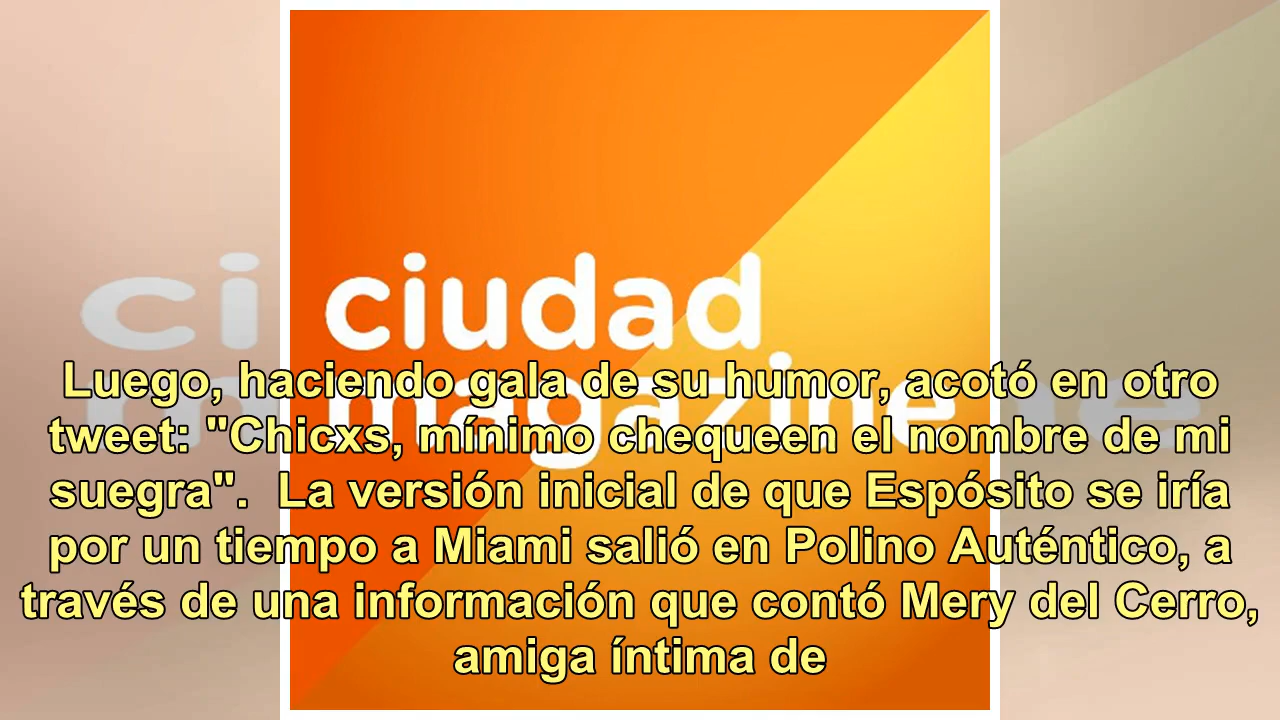 ciudad
magazine
Luego, haciendo gala de su humor, acotó en otro
tweet: "Chicxs, mínimo chequeen el nombre de mi
suegra".  La versión inicial de que Espósito se iría
por un tiempo a Miami salió en Polino Auténtico, a
través de una información que contó Mery del Cerro,
amiga íntima de